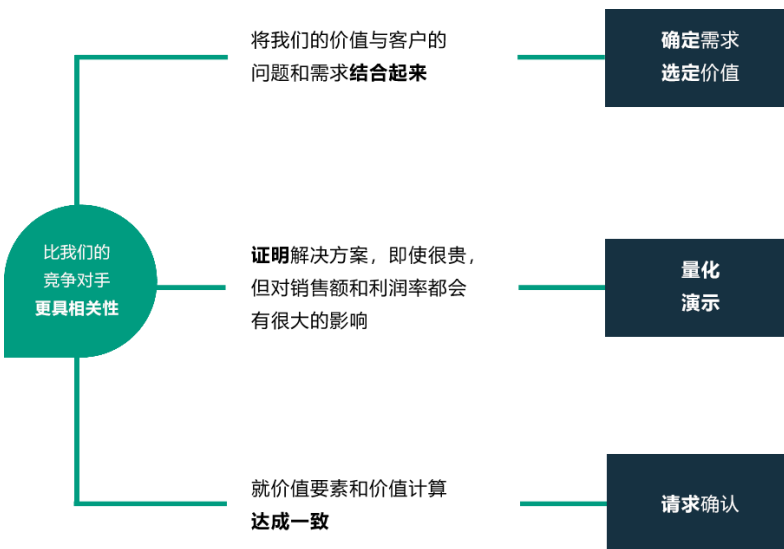 将我们的价值与客户的
问题和需求结合起来
确定需求
选定价值
比我们的
竞争对手
更具相关性
证明解决方案，即使很贵，
但对销售额和利润率都会
有很大的影响
量化
演示
就价值要素和价值计算
达成一致
请求确认